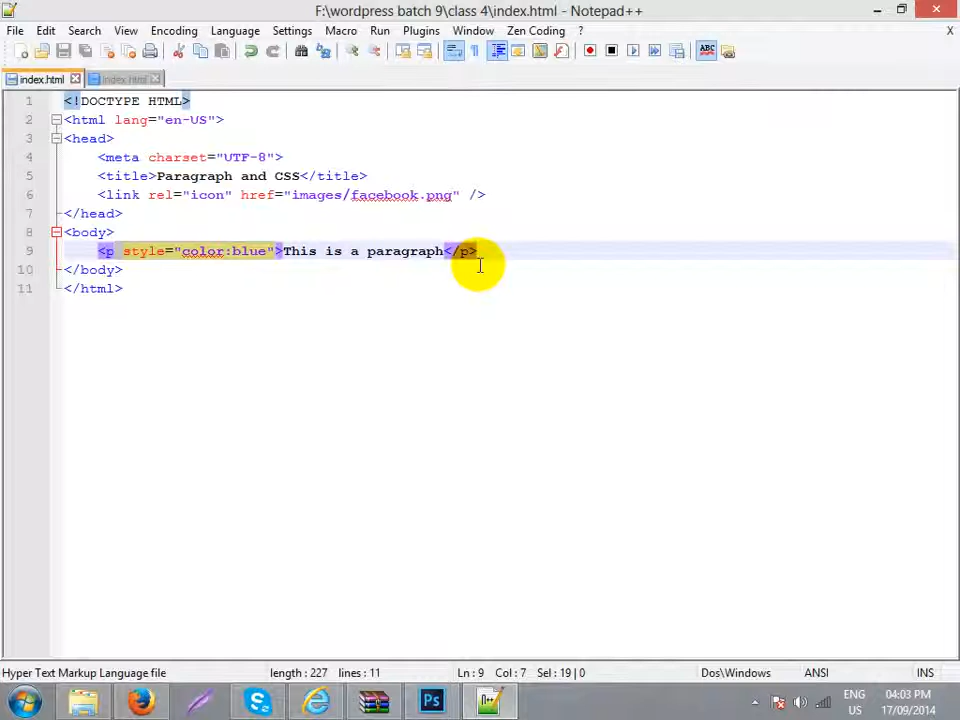 F:\wordpress batch 9\class 4\index.html - Notepad++
File Edit Search View Encoding Language Settings Macro Run Plugins Window Zen Coding ? X
ABC
index.html index.html
1 <!DOCTYPE HTML>
2 <html lang="en-US">
3 <head>
4 <meta charset="UTF-8">
5 <title>Paragraph and CSS</title>
6 <link rel="icon" href="images/facebook.png" />
7 </head>
8 <body>
9 <p style="color:blue">This is a paragraph</p>
10 </body>
11 </html>
Hyper Text Markup Language file length : 227 lines : 11 Ln : 9 Col : 7 Sel : 19 | 0 Dos\Windows ANSI INS
Ps
ENG 04:03 PM
US 17/09/2014